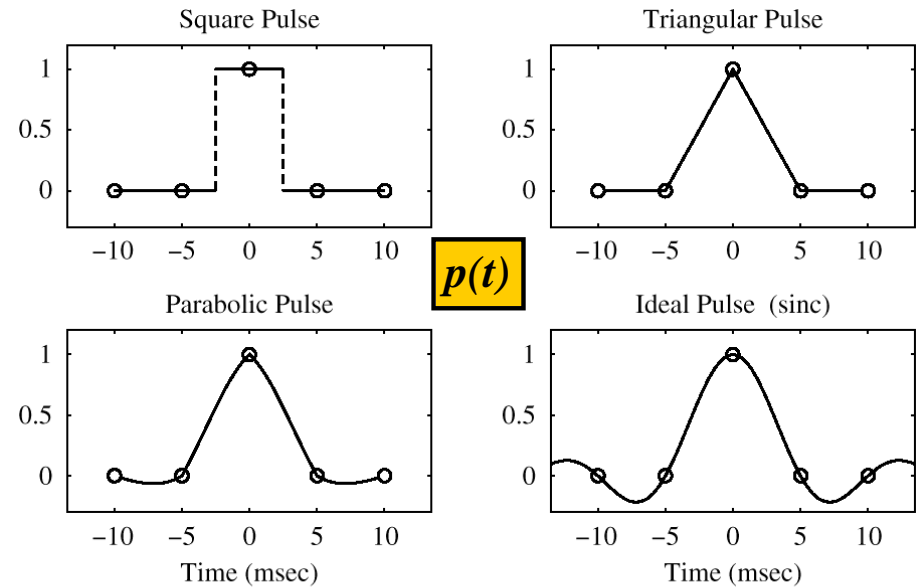 Square Pulse
1
0.5
0
−10 −5 0 5 10
Triangular Pulse
1
0.5
0
−10 −5 0 5 10
p(t)
Parabolic Pulse
1
0.5
0
−10 −5 0 5 10
Time (msec)
Ideal Pulse (sinc)
1
0.5
0
−10 −5 0 5 10
Time (msec)